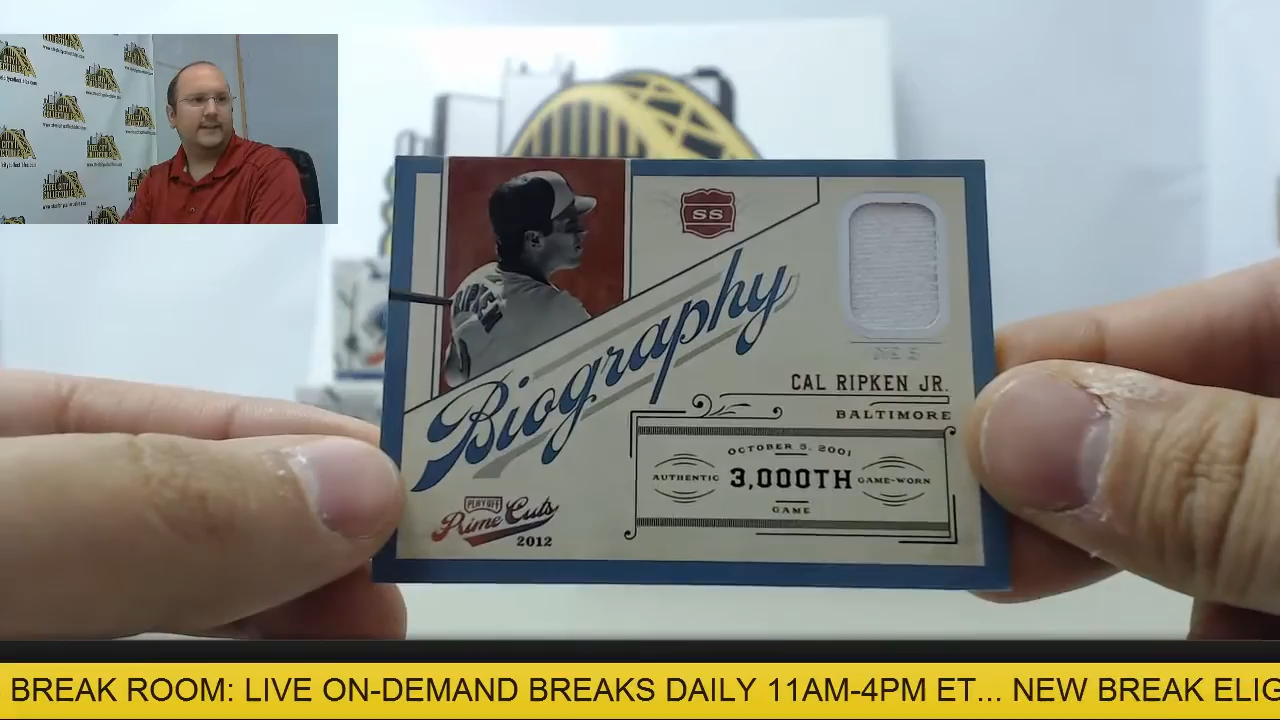 SS
Biography
CAL RIPKEN JR.
BALTIMORE
OCTOBER 5, 2001
AUTHENTIC 3,000TH GAME-WORN
GAME
PLAYOFF
Prime Cuts
2012
BREAK ROOM: LIVE ON-DEMAND BREAKS DAILY 11AM-4PM ET... NEW BREAK ELIG